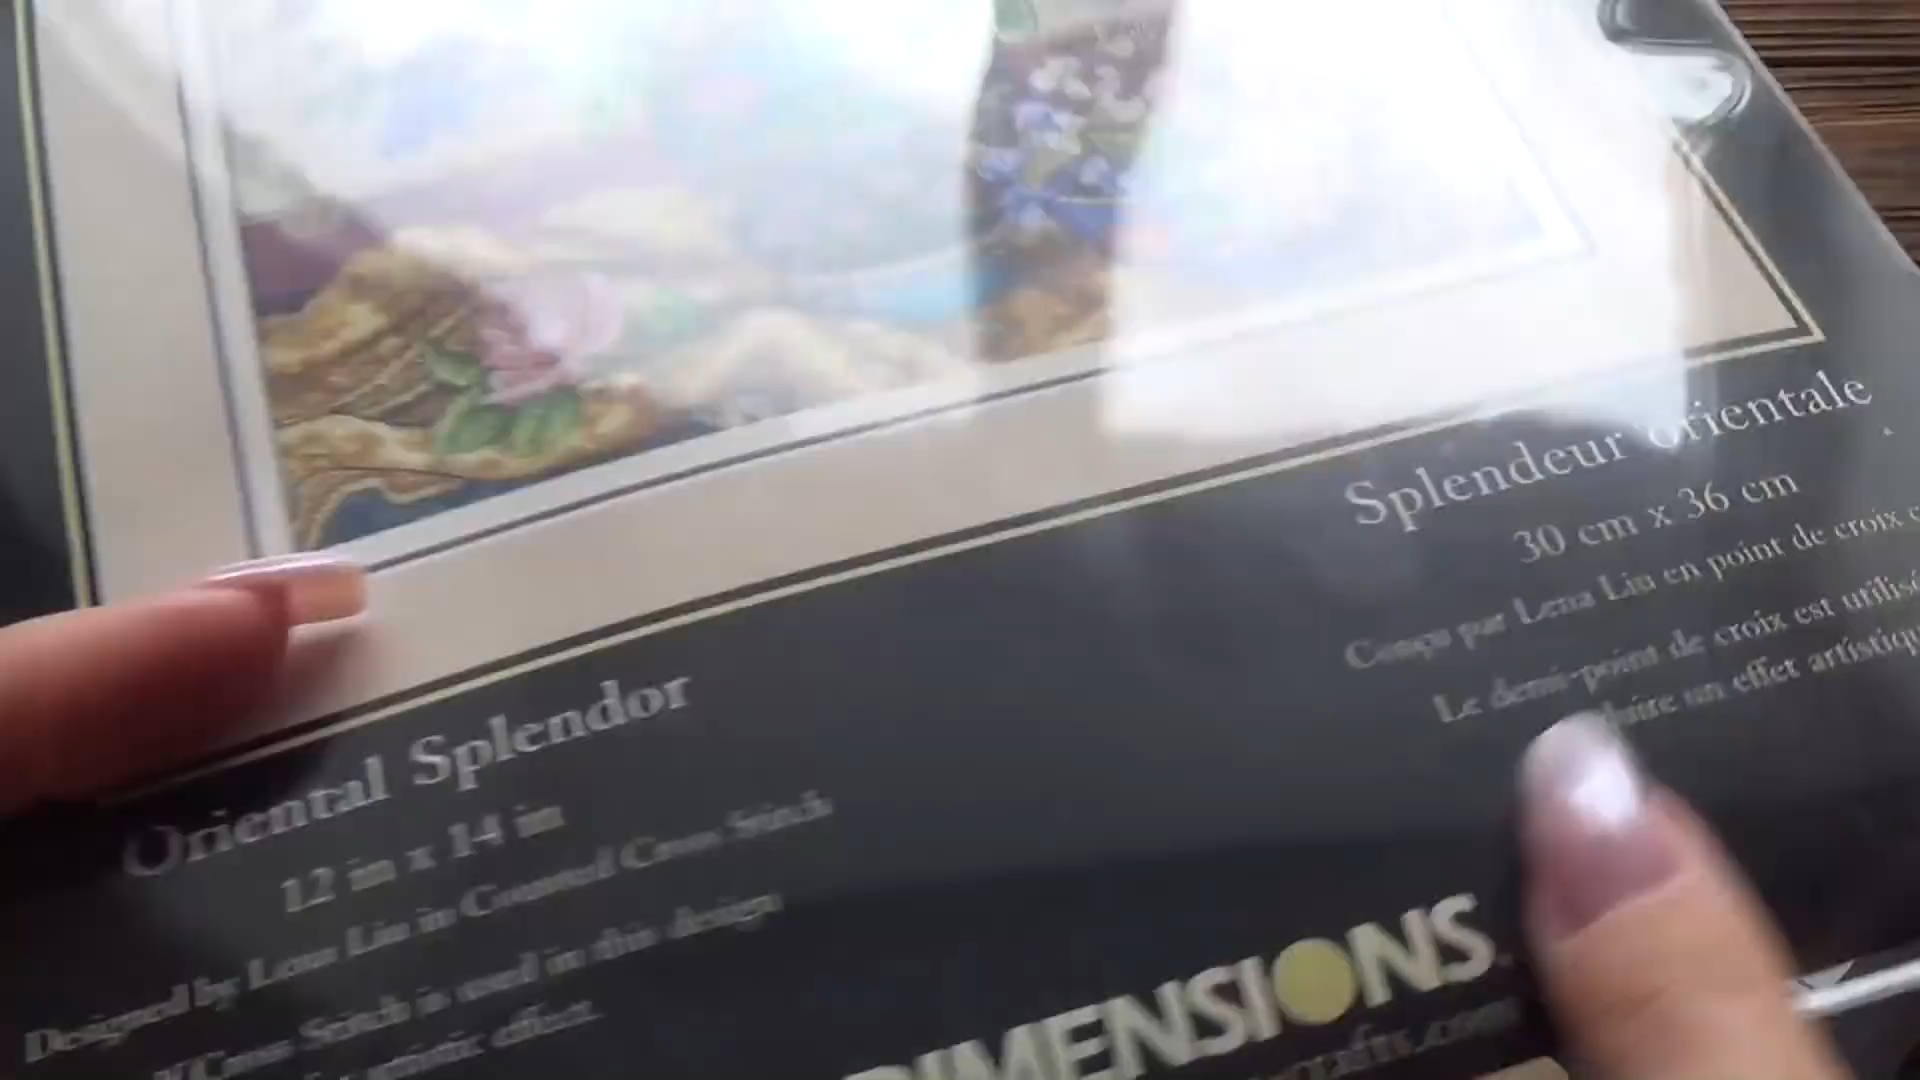 Oriental Splendor
12 in x 14 in
Designed by Lena Liu in Counted Cross Stitch
Cross Stitch is used in this design
artistic effect.
Splendeur orientale
30 cm x 36 cm
Conçu par Lena Liu en point de croix
Le demi-point de croix est utilisé
un effet artistique
DIMENSIONS